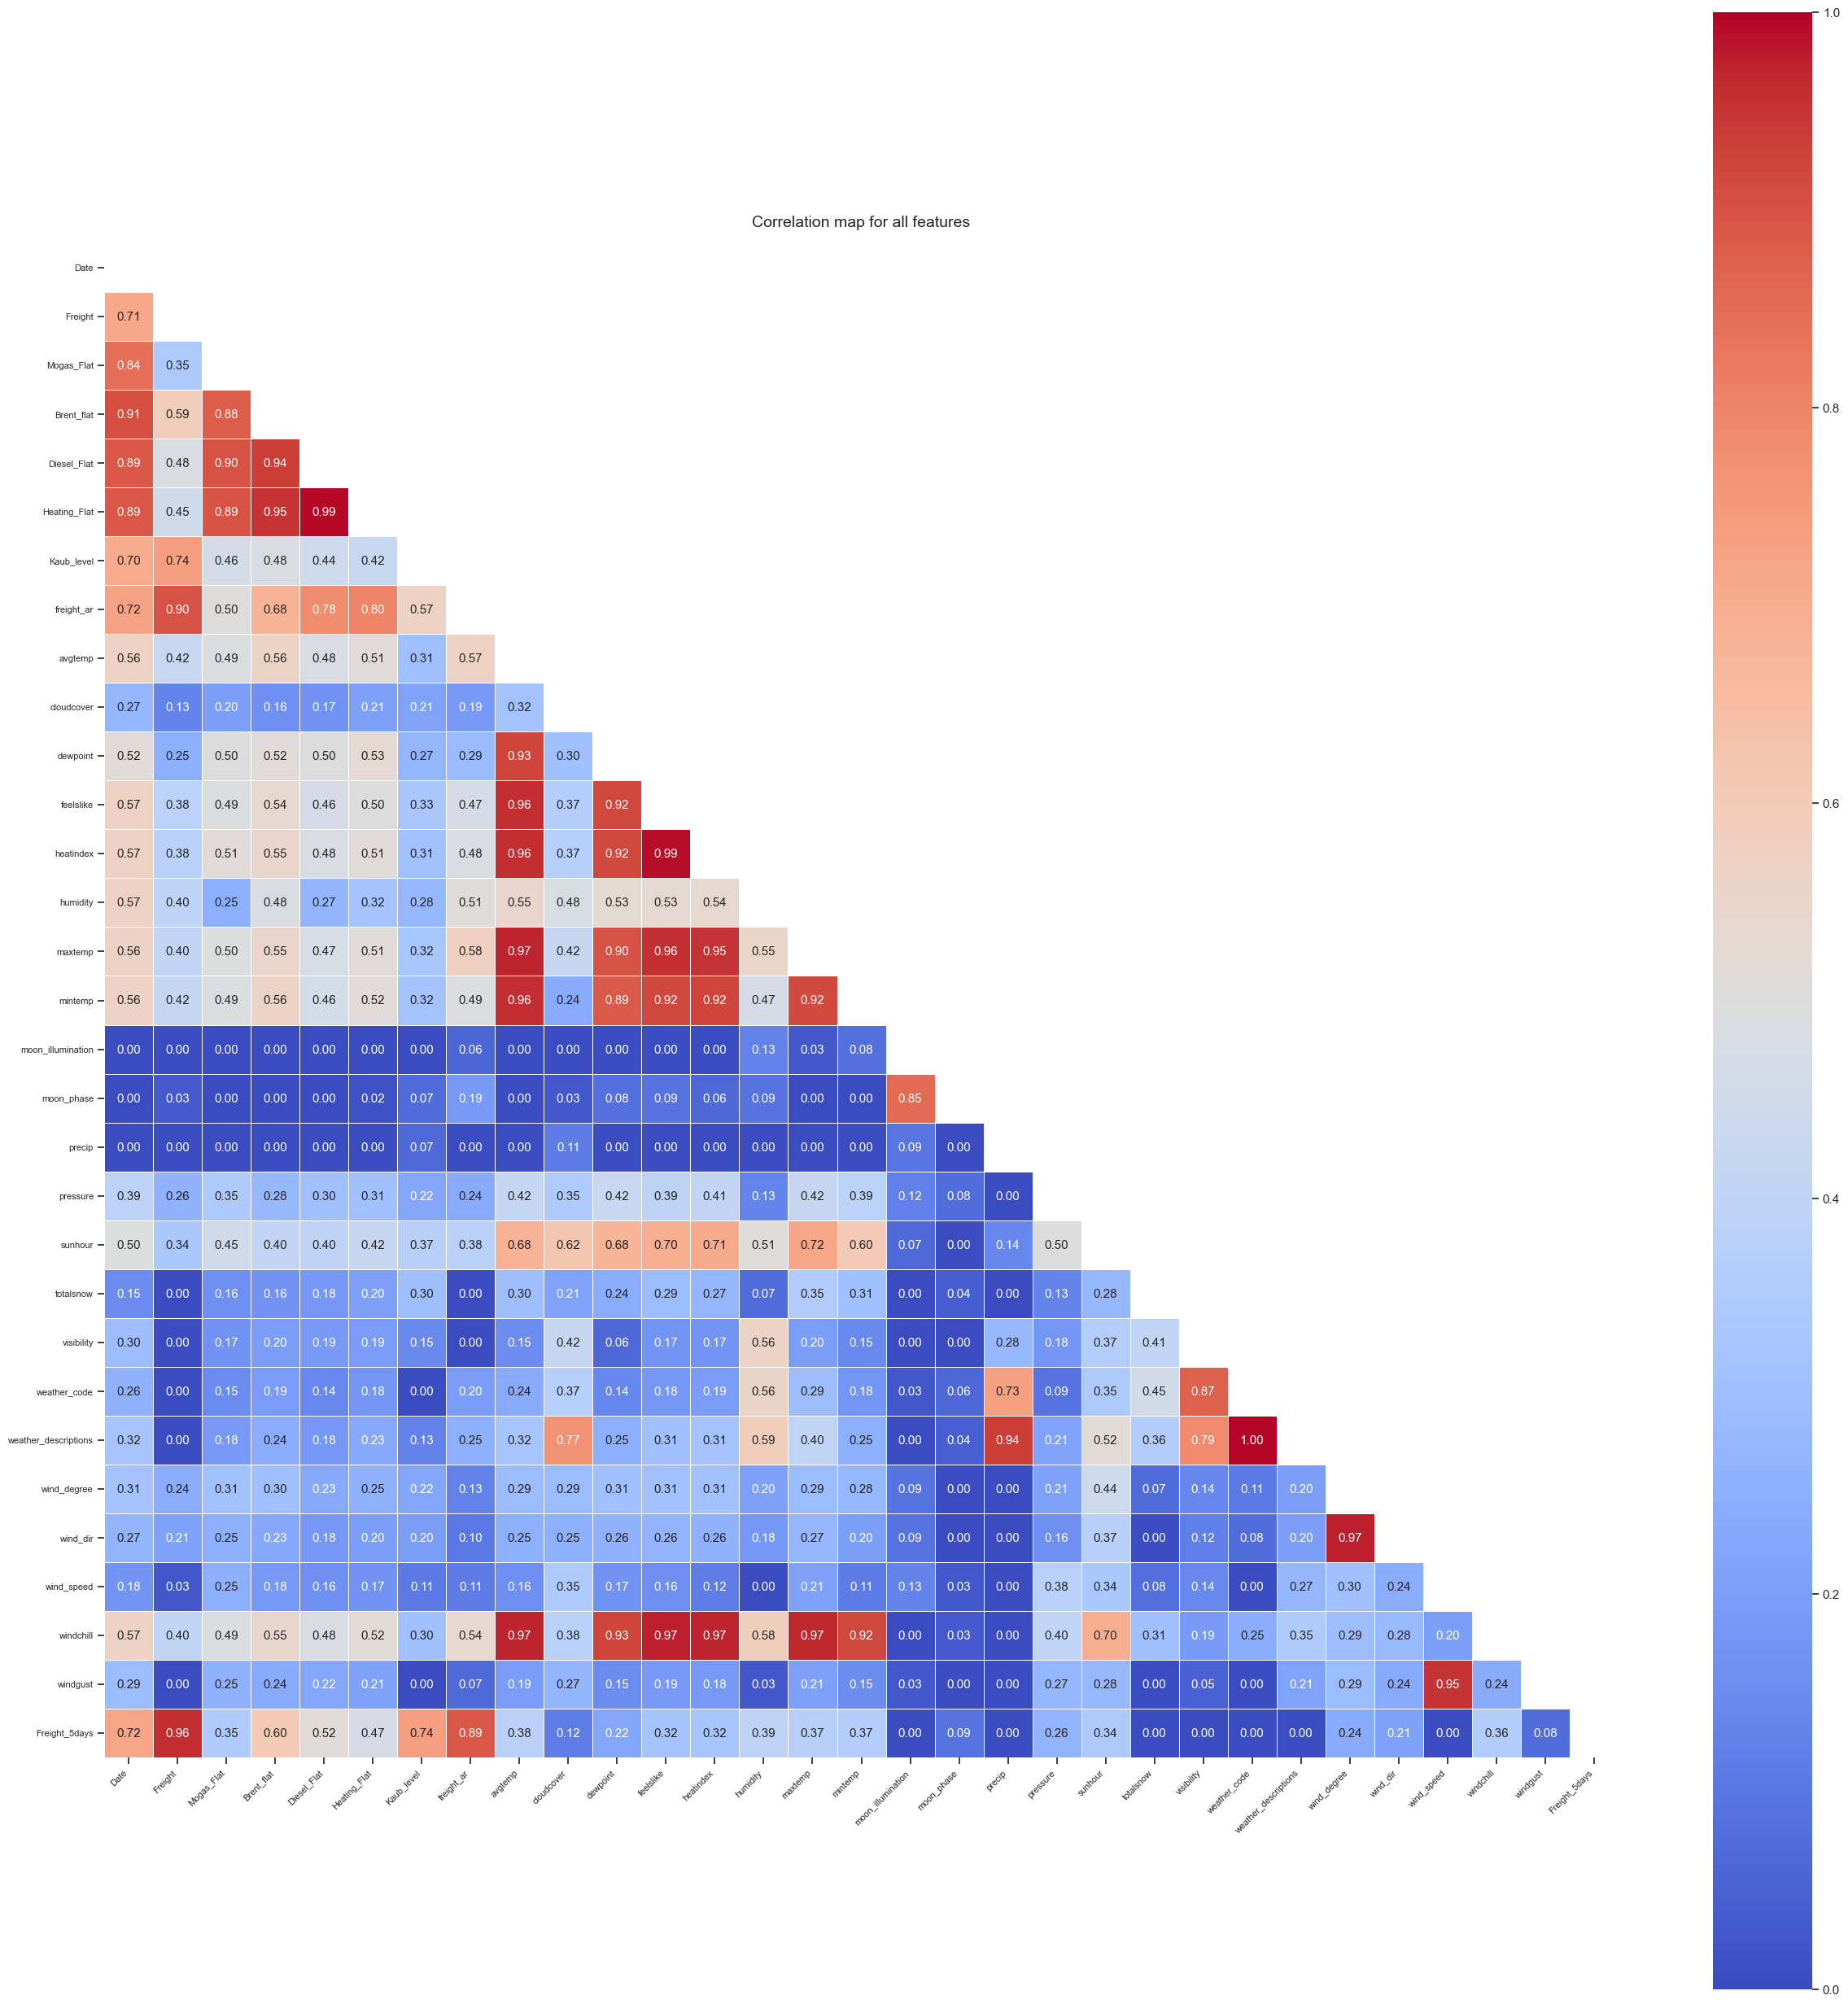 1.0
Correlation map for all features
Date
Freight 0.71
Mogas_Flat 0.84 0.35
0.8
Brent_flat 0.91 0.59 0.88
Diesel_Flat 0.89 0.48 0.90 0.94
Heating_Flat 0.89 0.45 0.89 0.95 0.99
Kaub_level 0.70 0.74 0.46 0.48 0.44 0.42
freight_ar 0.72 0.90 0.50 0.68 0.78 0.80 0.57
avgtemp 0.56 0.42 0.49 0.56 0.48 0.51 0.31 0.57
cloudcover 0.27 0.13 0.20 0.16 0.17 0.21 0.21 0.19 0.32
dewpoint 0.52 0.25 0.50 0.52 0.50 0.53 0.27 0.29 0.93 0.30
feelslike 0.57 0.38 0.49 0.54 0.46 0.50 0.33 0.47 0.96 0.37 0.92
0.6
heatindex 0.57 0.38 0.51 0.55 0.48 0.51 0.31 0.48 0.96 0.37 0.92 0.99
humidity 0.57 0.40 0.25 0.48 0.27 0.32 0.28 0.51 0.55 0.48 0.53 0.53 0.54
maxtemp 0.56 0.40 0.50 0.55 0.47 0.51 0.32 0.58 0.97 0.42 0.90 0.96 0.95 0.55
mintemp 0.56 0.42 0.49 0.56 0.46 0.52 0.32 0.49 0.96 0.24 0.89 0.92 0.92 0.47 0.92
moon_illumination 0.00 0.00 0.00 0.00 0.00 0.00 0.00 0.06 0.00 0.00 0.00 0.00 0.00 0.13 0.03 0.08
moon_phase 0.00 0.03 0.00 0.00 0.00 0.02 0.07 0.19 0.00 0.03 0.08 0.09 0.06 0.09 0.00 0.00 0.85
precip 0.00 0.00 0.00 0.00 0.00 0.00 0.07 0.00 0.00 0.11 0.00 0.00 0.00 0.00 0.00 0.00 0.09 0.00
pressure 0.39 0.26 0.35 0.28 0.30 0.31 0.22 0.24 0.42 0.35 0.42 0.39 0.41 0.13 0.42 0.39 0.12 0.08 0.00
0.4
sunhour 0.50 0.34 0.45 0.40 0.40 0.42 0.37 0.38 0.68 0.62 0.68 0.70 0.71 0.51 0.72 0.60 0.07 0.00 0.14 0.50
totalsnow 0.15 0.00 0.16 0.16 0.18 0.20 0.30 0.00 0.30 0.21 0.24 0.29 0.27 0.07 0.35 0.31 0.00 0.04 0.00 0.13 0.28
visibility 0.30 0.00 0.17 0.20 0.19 0.19 0.15 0.00 0.15 0.42 0.06 0.17 0.17 0.56 0.20 0.15 0.00 0.00 0.28 0.18 0.37 0.41
weather_code 0.26 0.00 0.15 0.19 0.14 0.18 0.00 0.20 0.24 0.37 0.14 0.18 0.19 0.56 0.29 0.18 0.03 0.06 0.73 0.09 0.35 0.45 0.87
weather_descriptions 0.32 0.00 0.18 0.24 0.18 0.23 0.13 0.25 0.32 0.77 0.25 0.31 0.31 0.59 0.40 0.25 0.00 0.04 0.94 0.21 0.52 0.36 0.79 1.00
wind_degree 0.31 0.24 0.31 0.30 0.23 0.25 0.22 0.13 0.29 0.29 0.31 0.31 0.31 0.20 0.29 0.28 0.09 0.00 0.00 0.21 0.44 0.07 0.14 0.11 0.20
wind_dir 0.27 0.21 0.25 0.23 0.18 0.20 0.20 0.10 0.25 0.25 0.26 0.26 0.26 0.18 0.27 0.20 0.09 0.00 0.00 0.16 0.37 0.00 0.12 0.08 0.20 0.97
wind_speed 0.18 0.03 0.25 0.18 0.16 0.17 0.11 0.11 0.16 0.35 0.17 0.16 0.12 0.00 0.21 0.11 0.13 0.03 0.00 0.38 0.34 0.08 0.14 0.00 0.27 0.30 0.24
0.2
windchill 0.57 0.40 0.49 0.55 0.48 0.52 0.30 0.54 0.97 0.38 0.93 0.97 0.97 0.58 0.97 0.92 0.00 0.03 0.00 0.40 0.70 0.31 0.19 0.25 0.35 0.29 0.28 0.20
windgust 0.29 0.00 0.25 0.24 0.22 0.21 0.00 0.07 0.19 0.27 0.15 0.19 0.18 0.03 0.21 0.15 0.03 0.00 0.00 0.27 0.28 0.00 0.05 0.00 0.21 0.29 0.24 0.95 0.24
Freight_5days 0.72 0.96 0.35 0.60 0.52 0.47 0.74 0.89 0.38 0.12 0.22 0.32 0.32 0.39 0.37 0.37 0.00 0.09 0.00 0.26 0.34 0.00 0.00 0.00 0.00 0.24 0.21 0.00 0.36 0.08
Date Freight Mogas_Flat Brent_flat Diesel_Flat Heating_Flat Kaub_level freight_ar avgtemp cloudcover dewpoint feelslike heatindex humidity maxtemp mintemp moon_illumination moon_phase precip pressure sunhour totalsnow visibility weather_code weather_descriptions wind_degree wind_dir wind_speed windchill windgust Freight_5days
0.0